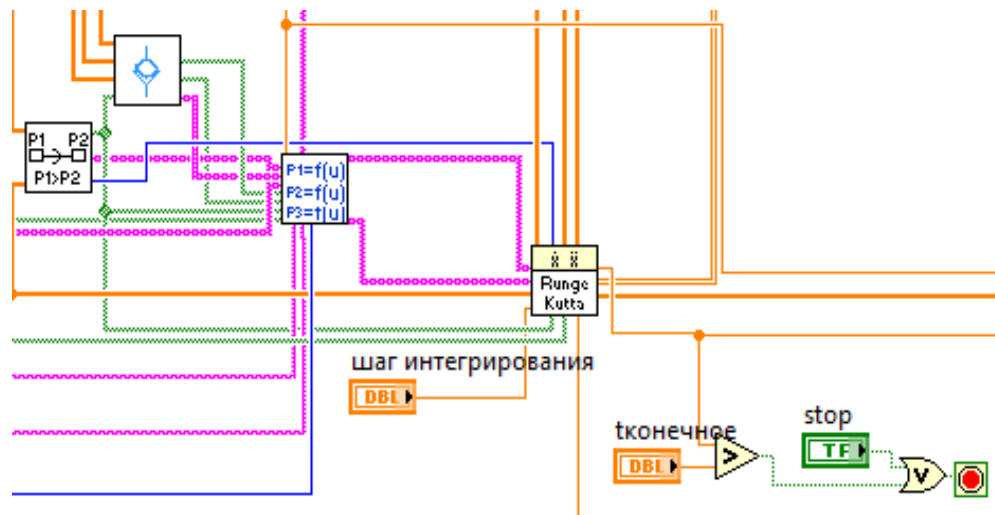 P1 P2
P1>P2
P1=f(u)
P2=f(u)
P3=f(u)
ẋ ẍ
Runge
Kutta
шаг интегрирования
DBL
tконечное
DBL
>
stop
TF
V